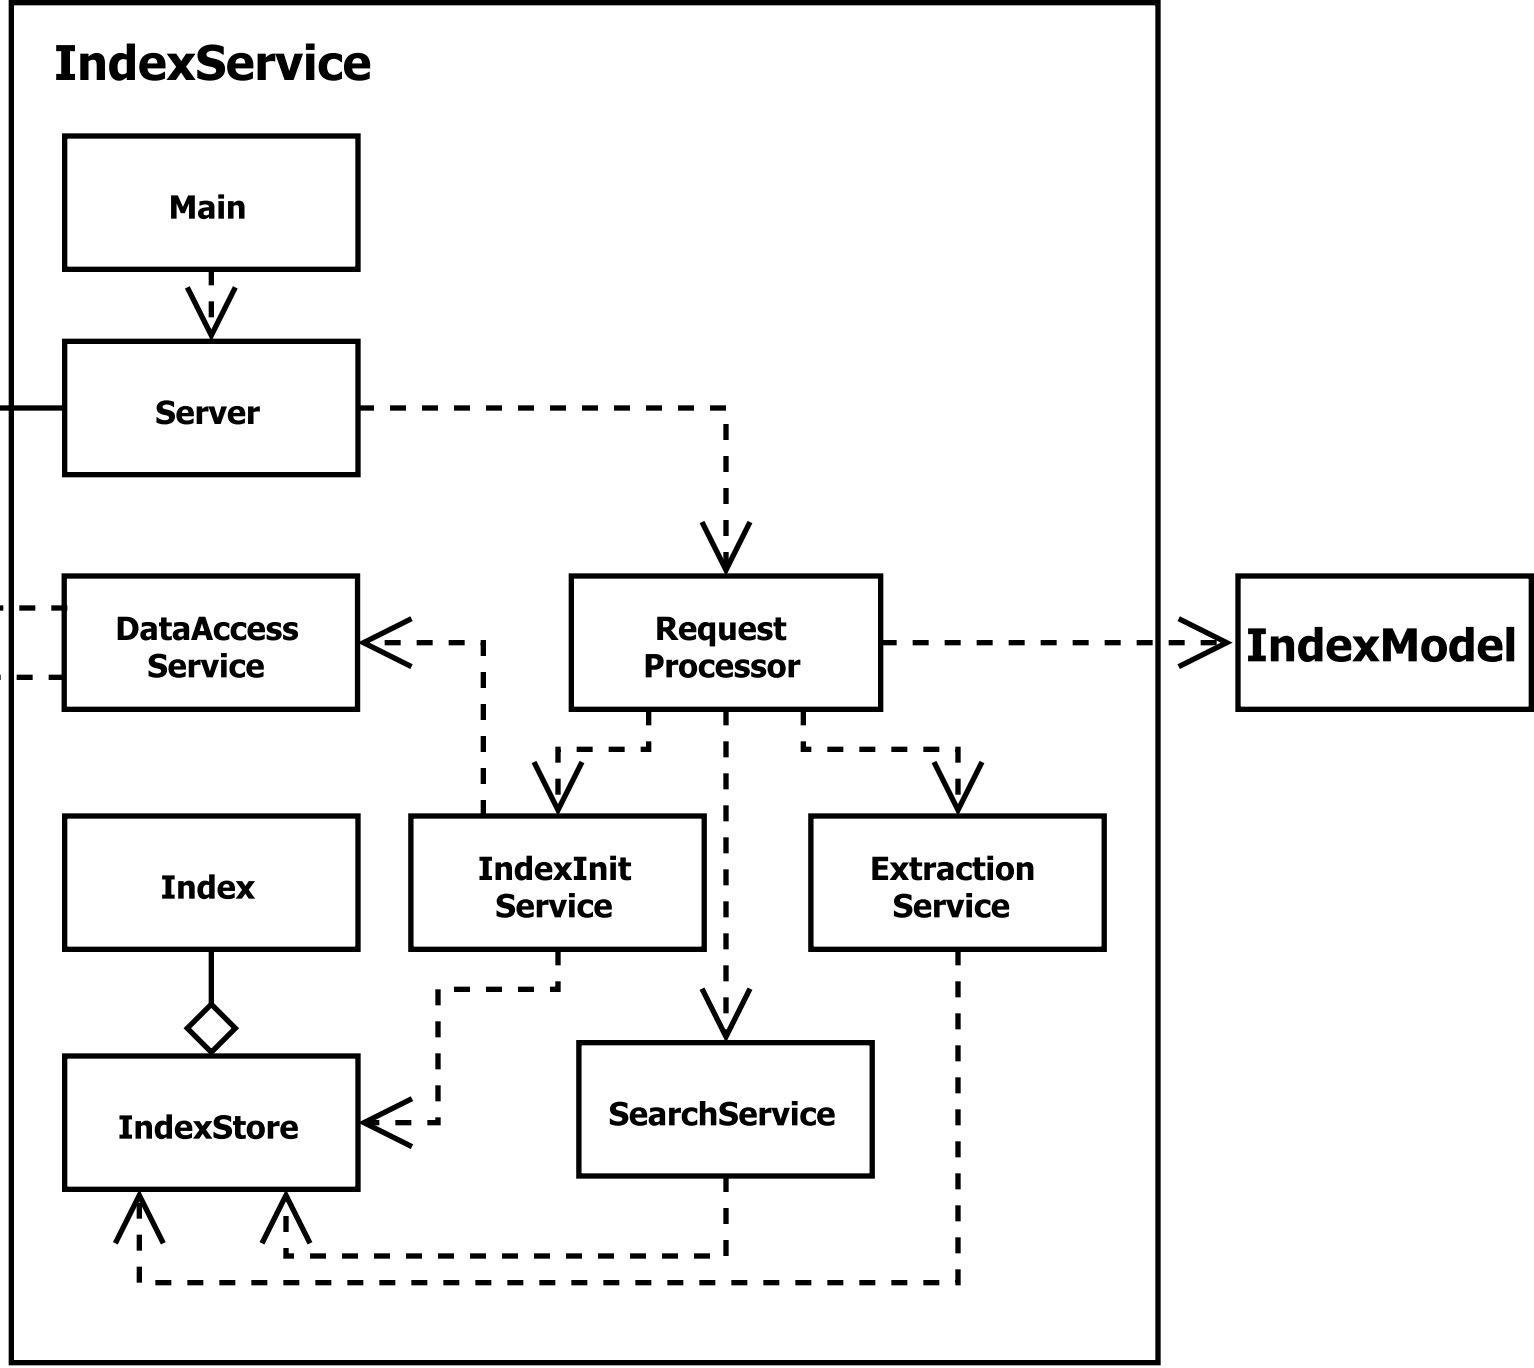 IndexService
Main
Server
DataAccess
Service
Request
Processor
IndexModel
Index
IndexInit
Service
Extraction
Service
IndexStore
SearchService